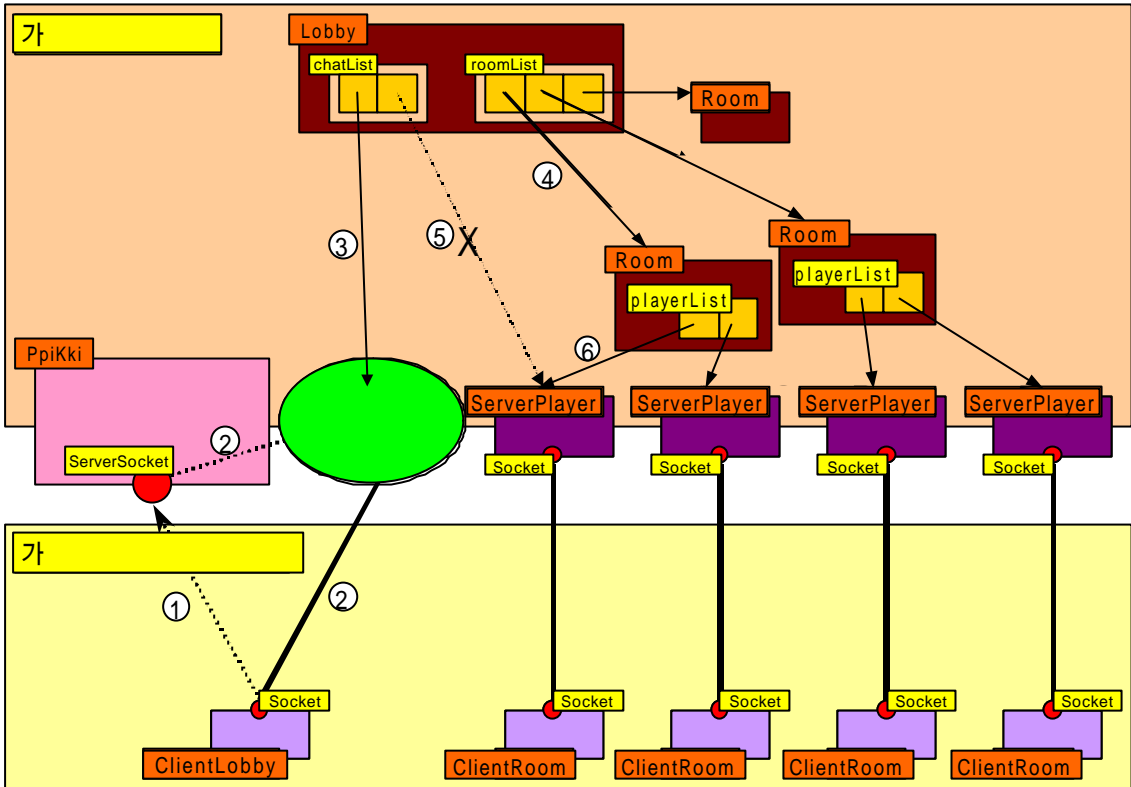 가
Lobby
chatList
roomList
Room
④
⑤
③
Room
Room
playerList
playerList
⑥
PpiKki
ServerPlayer
ServerPlayer
ServerPlayer
ServerPlayer
②
ServerSocket
Socket
Socket
Socket
Socket
가
①
②
Socket
Socket
Socket
Socket
Socket
ClientLobby
ClientRoom
ClientRoom
ClientRoom
ClientRoom